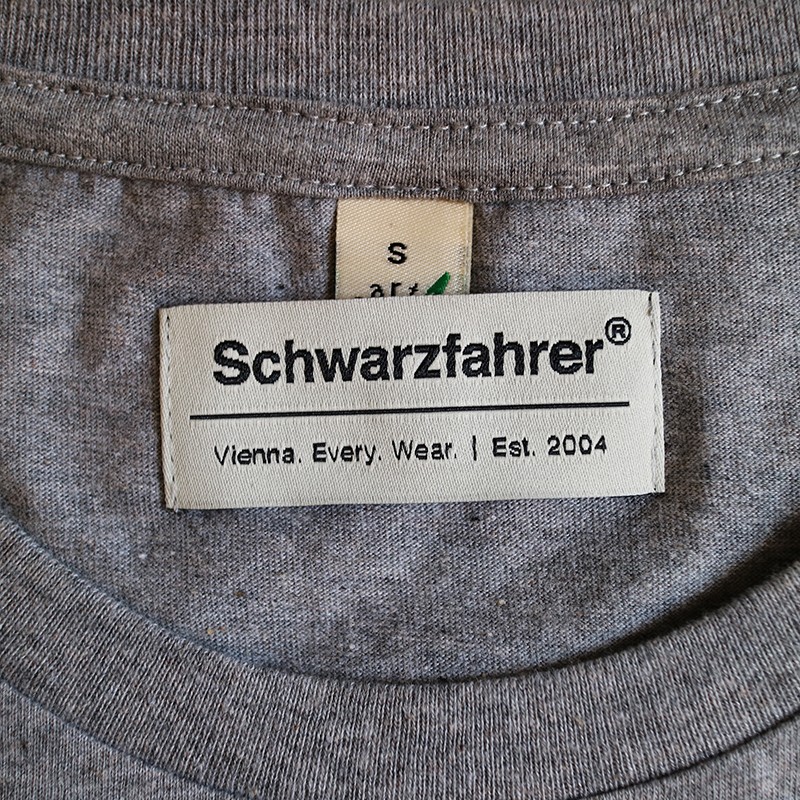 S
Schwarzfahrer®
Vienna. Every. Wear. | Est. 2004